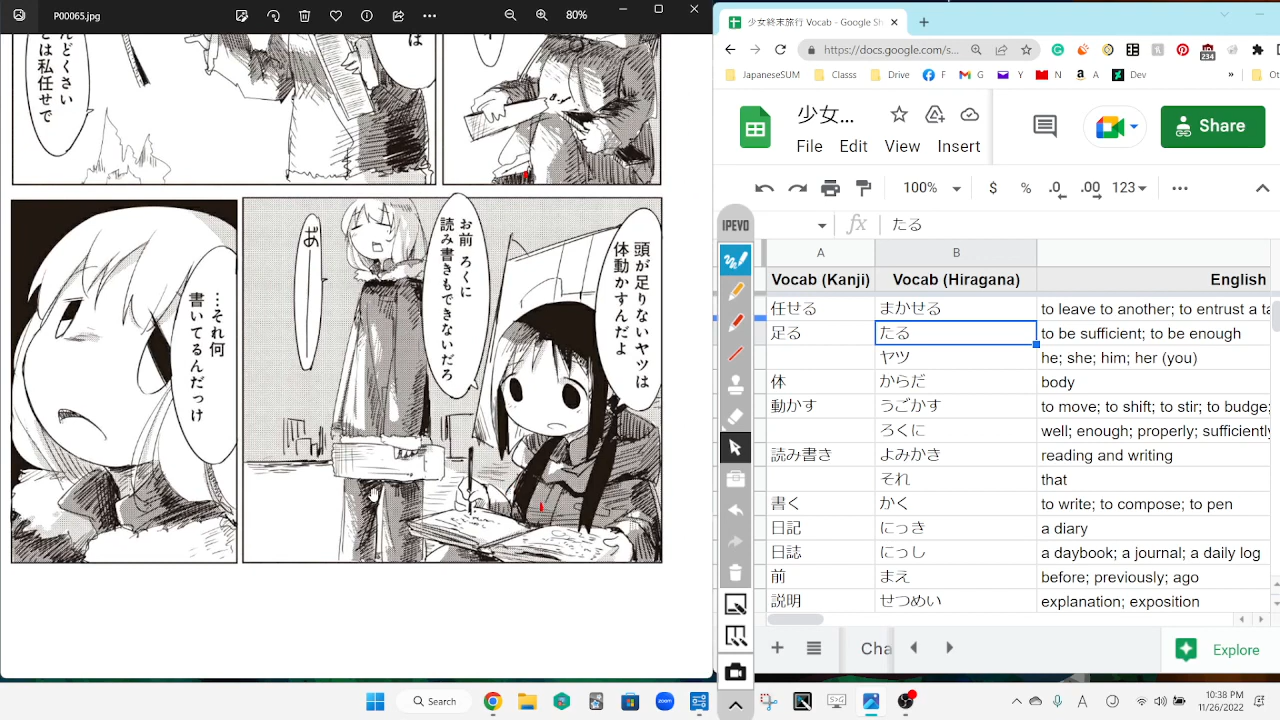 P00065.jpg
80%
んどくさい
とは私任せで
は
頭が足りないヤツは
体動かすんだよ
お前 ろくに
読み書きもできないだろ
あ゛ー
…それ何
書いてるんだっけ
少女終末旅行 Vocab - Google Sh
https://docs.google.com/s...
234
JapaneseSUM
Classs
Drive
F
G
Y
N
A
Dev
»
Ot
少女...
File Edit View Insert
Share
100% $ % .0 .00 123
IPEVO
fx たる
A B
Vocab (Kanji) Vocab (Hiragana) English
任せる まかせる to leave to another; to entrust a ta
足る たる to be sufficient; to be enough
ヤツ he; she; him; her (you)
体 からだ body
動かす うごかす to move; to shift; to stir; to budge;
ろくに well; enough; properly; sufficiently
読み書き よみかき reading and writing
それ that
書く かく to write; to compose; to pen
日記 にっき a diary
日誌 にっし a daybook; a journal; a daily log
前 まえ before; previously; ago
説明 せつめい explanation; exposition
Cha
Explore
Search
zoom
A
10:38 PM
11/26/2022